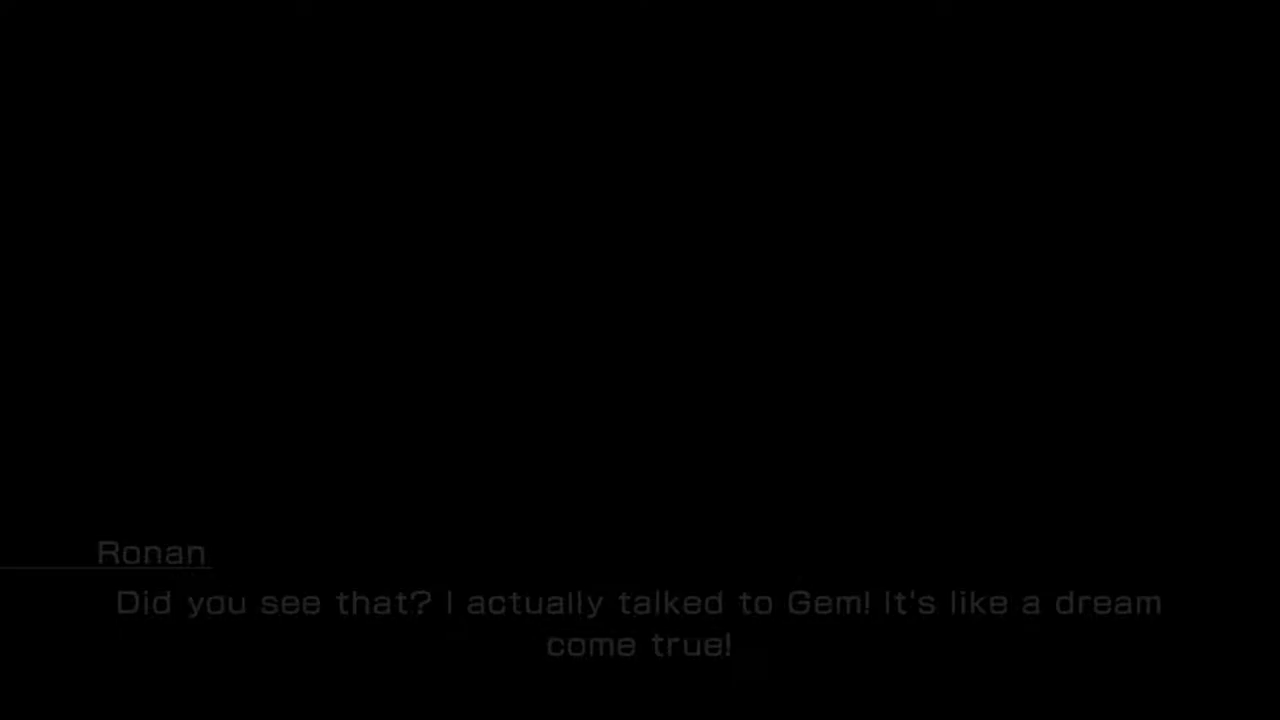 Ronan
Did you see that? I actually talked to Gem! It's like a dream
come true!